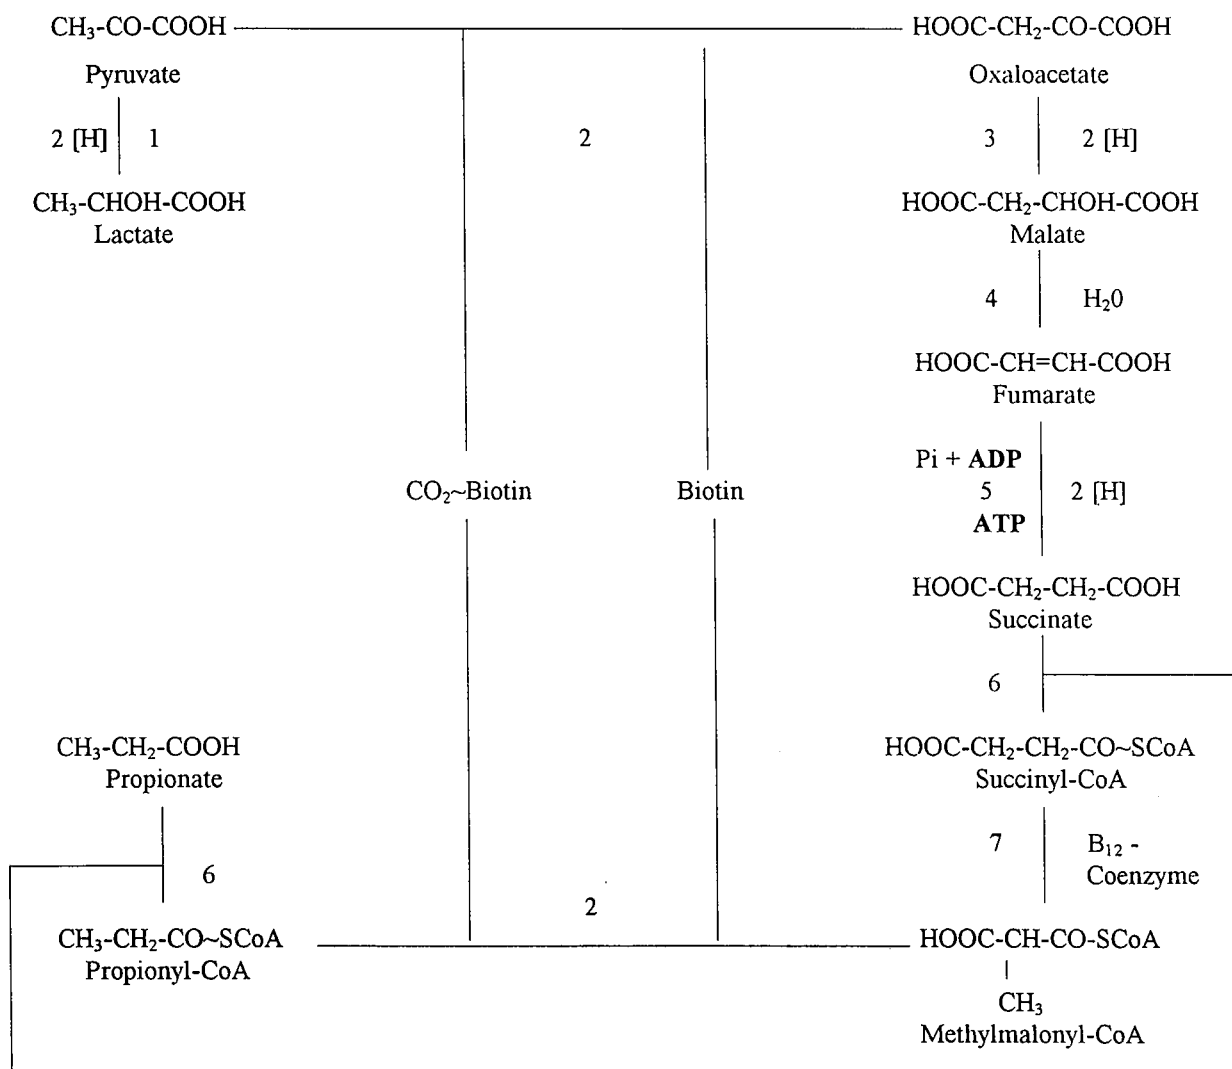 CH₃-CO-COOH HOOC-CH₂-CO-COOH
Pyruvate Oxaloacetate
2 [H] 1 2 3 2 [H]
CH₃-CHOH-COOH HOOC-CH₂-CHOH-COOH
Lactate Malate
4 H₂0
HOOC-CH=CH-COOH
Fumarate
Pi + ADP
CO₂~Biotin Biotin 5 2 [H]
ATP
HOOC-CH₂-CH₂-COOH
Succinate
6
CH₃-CH₂-COOH HOOC-CH₂-CH₂-CO~SCoA
Propionate Succinyl-CoA
7 B₁₂ -
6 Coenzyme
2
CH₃-CH₂-CO~SCoA HOOC-CH-CO-SCoA
Propionyl-CoA
CH₃
Methylmalonyl-CoA